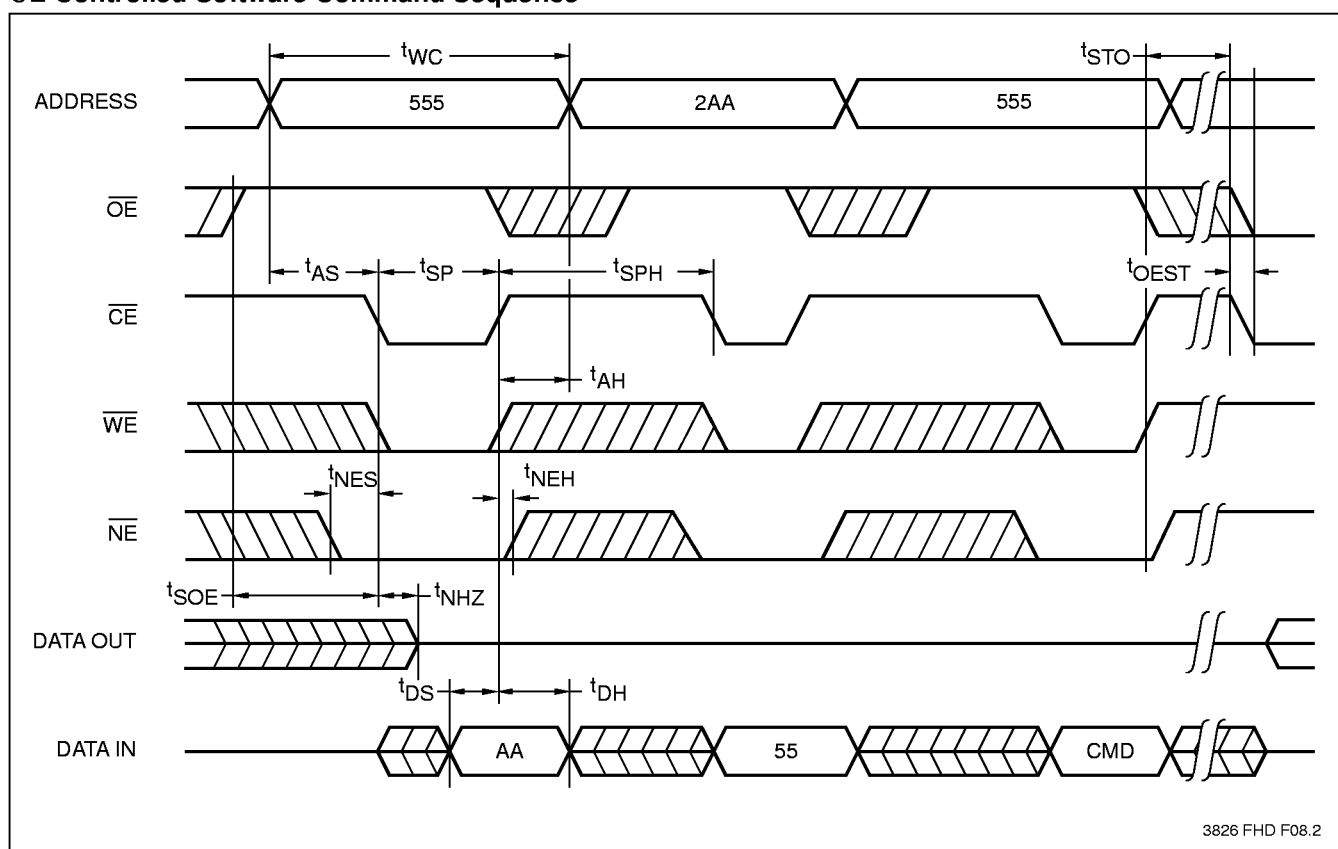 CE Controlled Software Command Sequence
tWC
tSTO
ADDRESS
555
2AA
555
OE
tAS
tSP
tSPH
tOEST
CE
tAH
WE
tNES
tNEH
NE
tSOE
tNHZ
DATA OUT
tDS
tDH
DATA IN
AA
55
CMD
3826 FHD F08.2